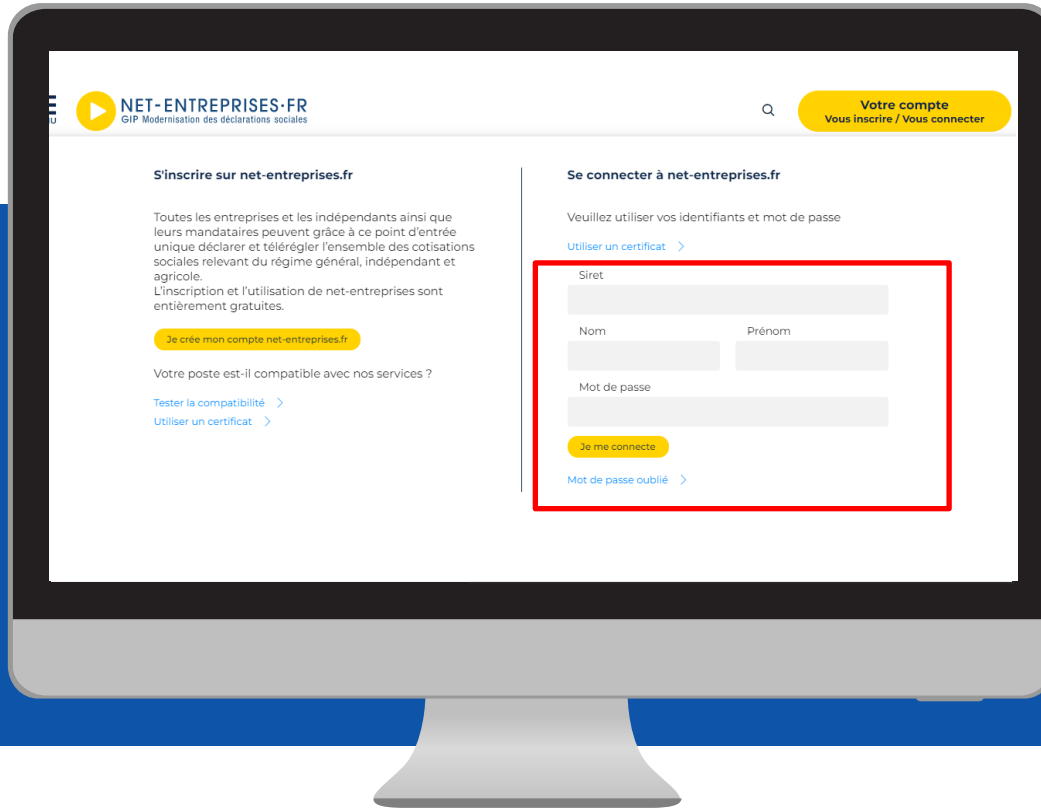 NET-ENTREPRISES·FR
GIP Modernisation des déclarations sociales
U
Votre compte
Vous inscrire / Vous connecter
S'inscrire sur net-entreprises.fr
Toutes les entreprises et les indépendants ainsi que
leurs mandataires peuvent grâce à ce point d'entrée
unique déclarer et télérégler l'ensemble des cotisations
sociales relevant du régime général, indépendant et
agricole.
L'inscription et l'utilisation de net-entreprises sont
entièrement gratuites.
Je crée mon compte net-entreprises.fr
Votre poste est-il compatible avec nos services ?
Tester la compatibilité
Utiliser un certificat
Se connecter à net-entreprises.fr
Veuillez utiliser vos identifiants et mot de passe
Utiliser un certificat
Siret
Nom Prénom
Mot de passe
Je me connecte
Mot de passe oublié